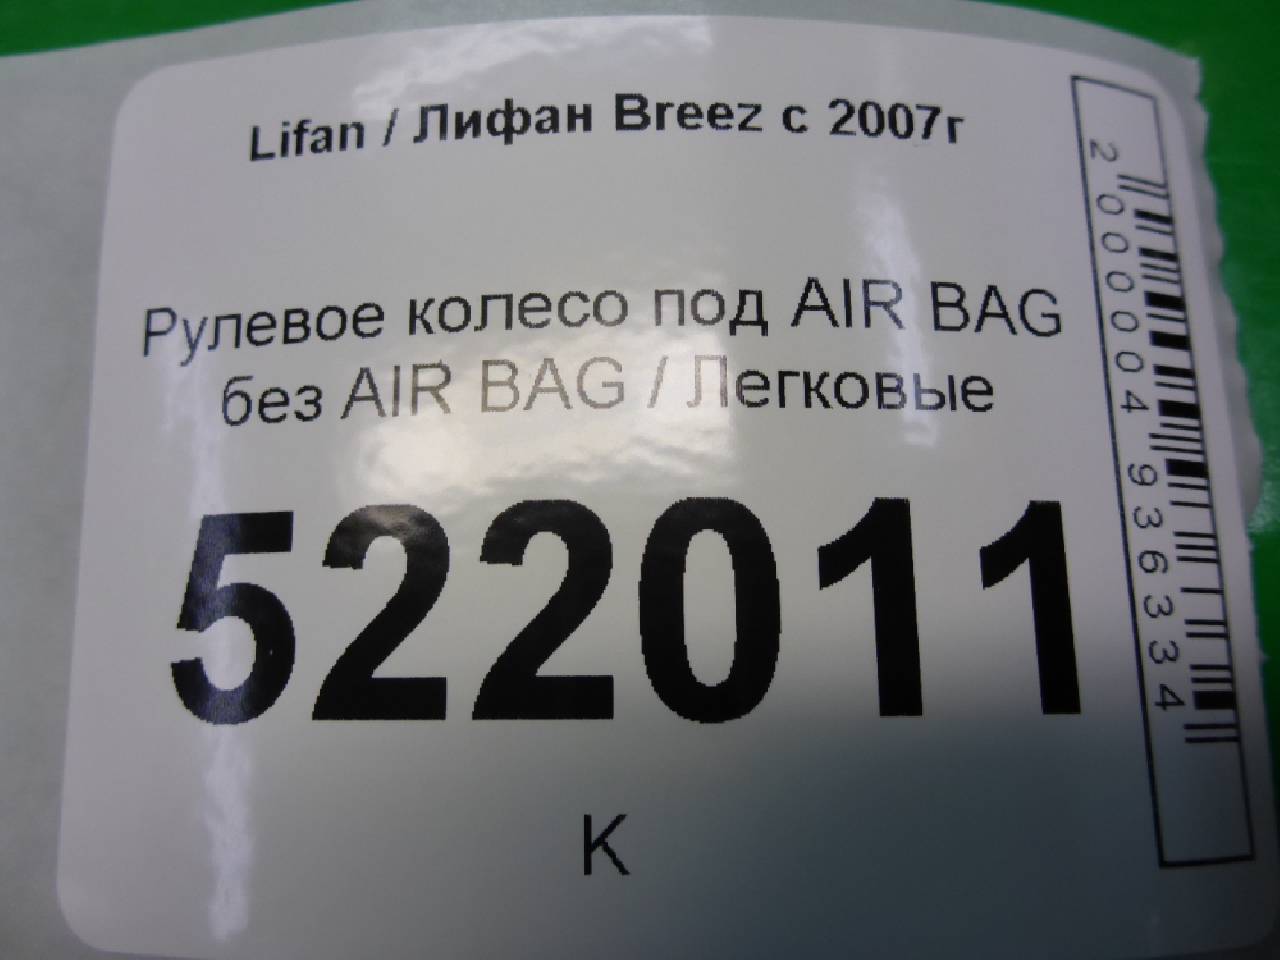 Lifan / Лифан Breez с 2007г
Рулевое колесо под AIR BAG
без AIR BAG / Легковые
522011
К
2000004936334